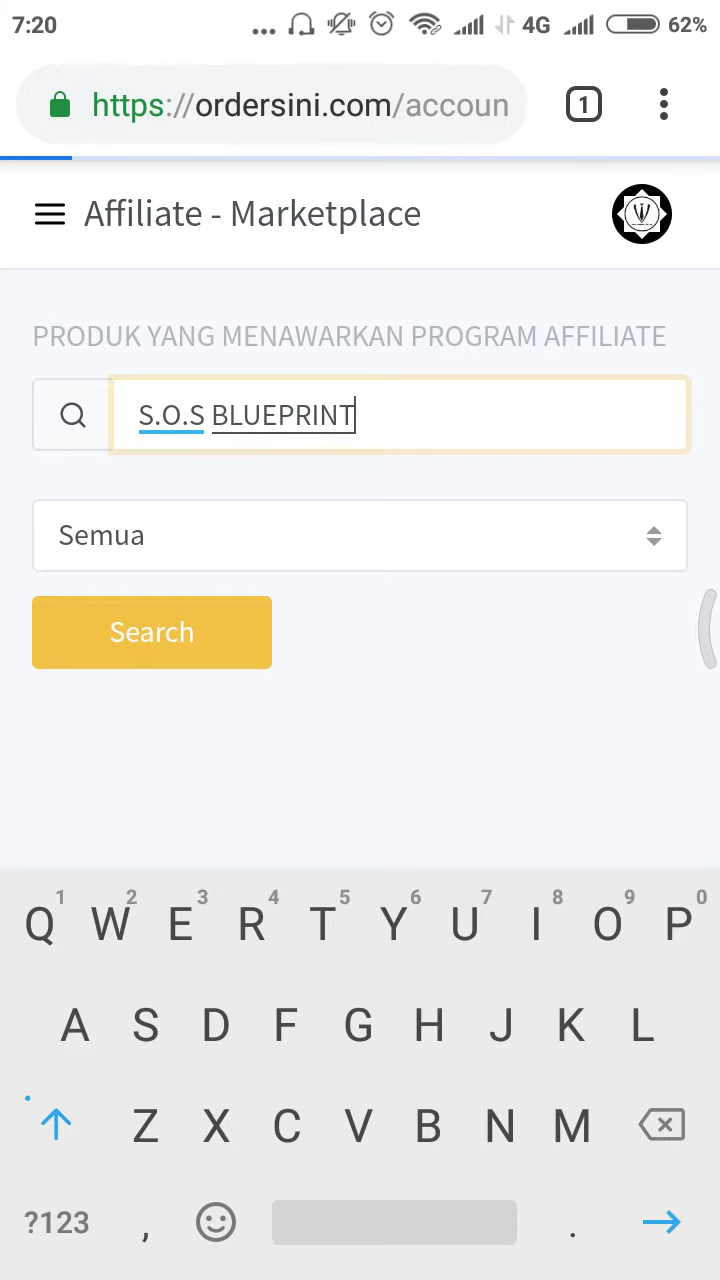 7:20 ... 4G 62%
https://ordersini.com/accoun 1
Affiliate - Marketplace
PRODUK YANG MENAWARKAN PROGRAM AFFILIATE
S.O.S BLUEPRINT
Semua
Search
1 2 3 4 5 6 7 8 9 0
Q W E R T Y U I O P
A S D F G H J K L
Z X C V B N M
?123 , .